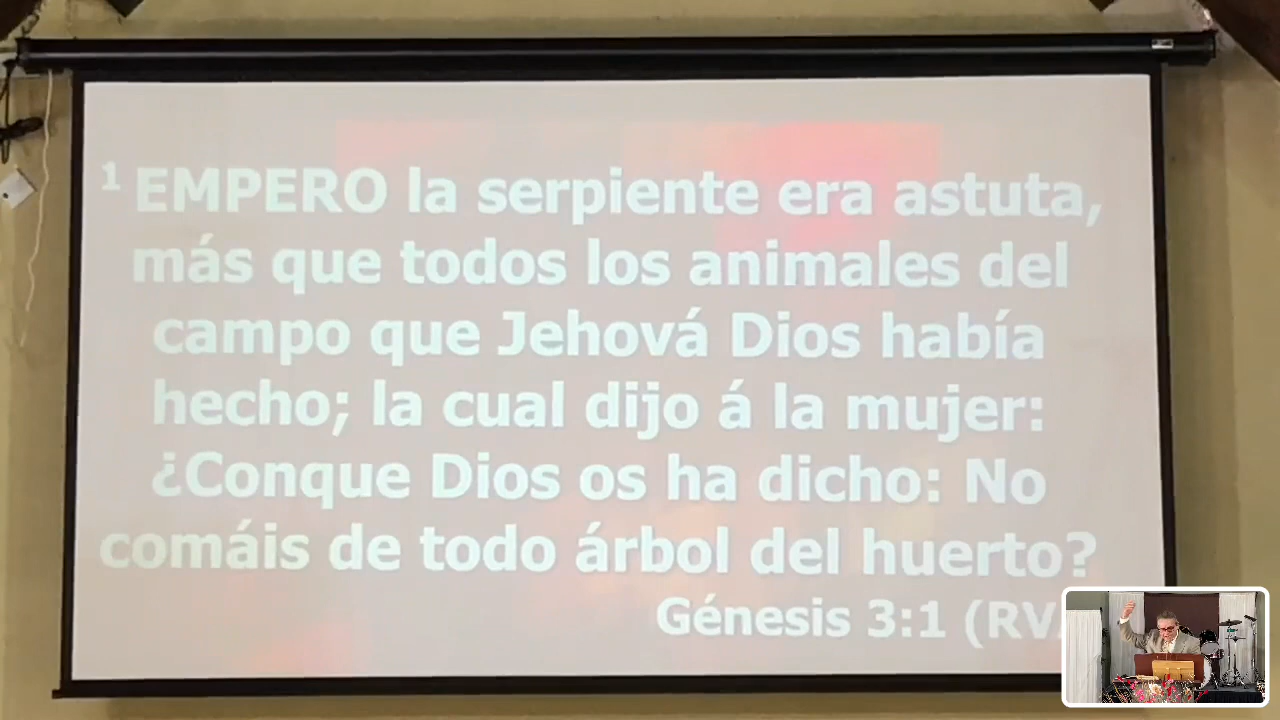 1 EMPERO la serpiente era astuta,
más que todos los animales del
campo que Jehová Dios había
hecho; la cual dijo á la mujer:
¿Conque Dios os ha dicho: No
comáis de todo árbol del huerto?
Génesis 3:1 (RV